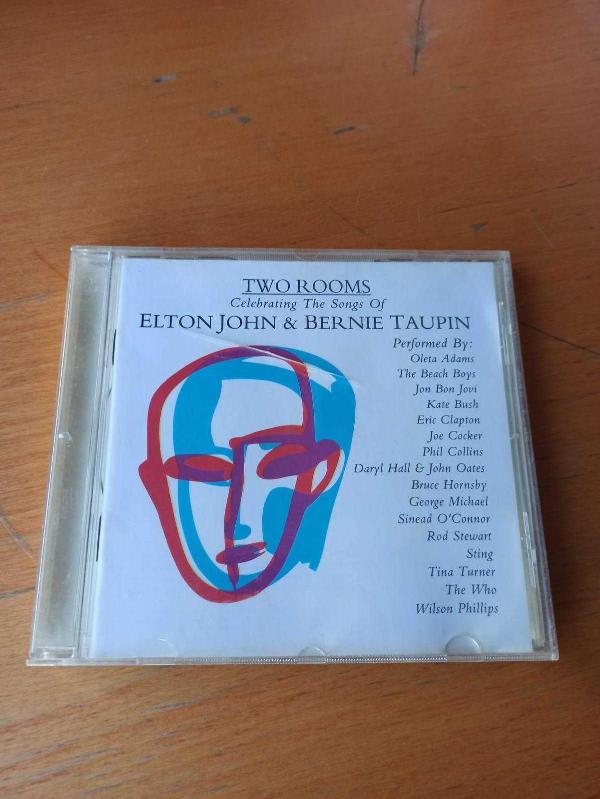 TWO ROOMS
Celebrating The Songs Of
ELTON JOHN & BERNIE TAUPIN
Performed By:
Oleta Adams
The Beach Boys
Jon Bon Jovi
Kate Bush
Eric Clapton
Joe Cocker
Phil Collins
Daryl Hall & John Oates
Bruce Hornsby
George Michael
Sinead O'Connor
Rod Stewart
Sting
Tina Turner
The Who
Wilson Phillips